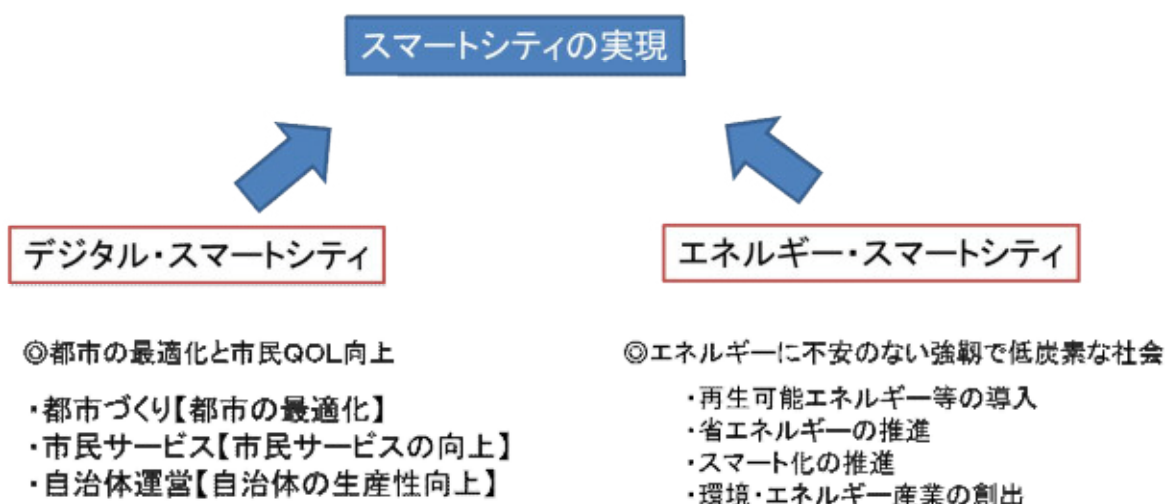 スマートシティの実現
デジタル・スマートシティ
◎都市の最適化と市民QOL向上
・都市づくり【都市の最適化】
・市民サービス【市民サービスの向上】
・自治体運営【自治体の生産性向上】
エネルギー・スマートシティ
◎エネルギーに不安のない強靱で低炭素な社会
・再生可能エネルギー等の導入
・省エネルギーの推進
・スマート化の推進
・環境・エネルギー産業の創出